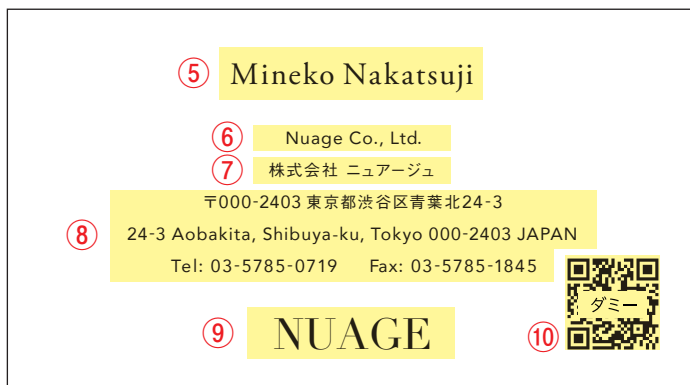 ⑤ Mineko Nakatsuji
⑥ Nuage Co., Ltd.
⑦ 株式会社 ニュアージュ
〒000-2403 東京都渋谷区青葉北24-3
⑧ 24-3 Aobakita, Shibuya-ku, Tokyo 000-2403 JAPAN
Tel: 03-5785-0719 Fax: 03-5785-1845
ダミー
⑨ NUAGE
⑩